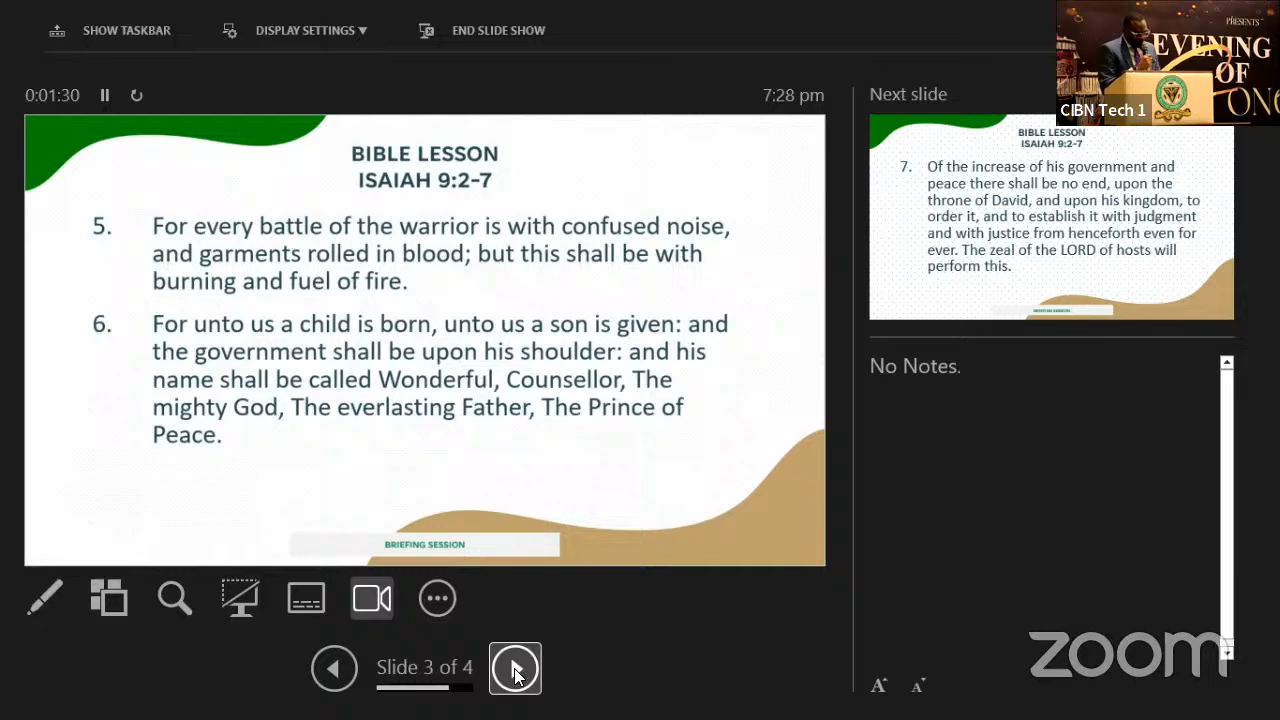 SHOW TASKBAR
DISPLAY SETTINGS ▼
END SLIDE SHOW
PRESENTS
EVENING
OF
CIBN Tech 1
0:01:30
7:28 pm
Next slide
BIBLE LESSON
ISAIAH 9:2-7
5. For every battle of the warrior is with confused noise,
and garments rolled in blood; but this shall be with
burning and fuel of fire.
6. For unto us a child is born, unto us a son is given: and
the government shall be upon his shoulder: and his
name shall be called Wonderful, Counsellor, The
mighty God, The everlasting Father, The Prince of
Peace.
BRIEFING SESSION
BIBLE LESSON
ISAIAH 9:2-7
7. Of the increase of his government and
peace there shall be no end, upon the
throne of David, and upon his kingdom, to
order it, and to establish it with judgment
and with justice from henceforth even for
ever. The zeal of the LORD of hosts will
perform this.
BRIEFING SESSION
No Notes.
Slide 3 of 4
A A
zoom